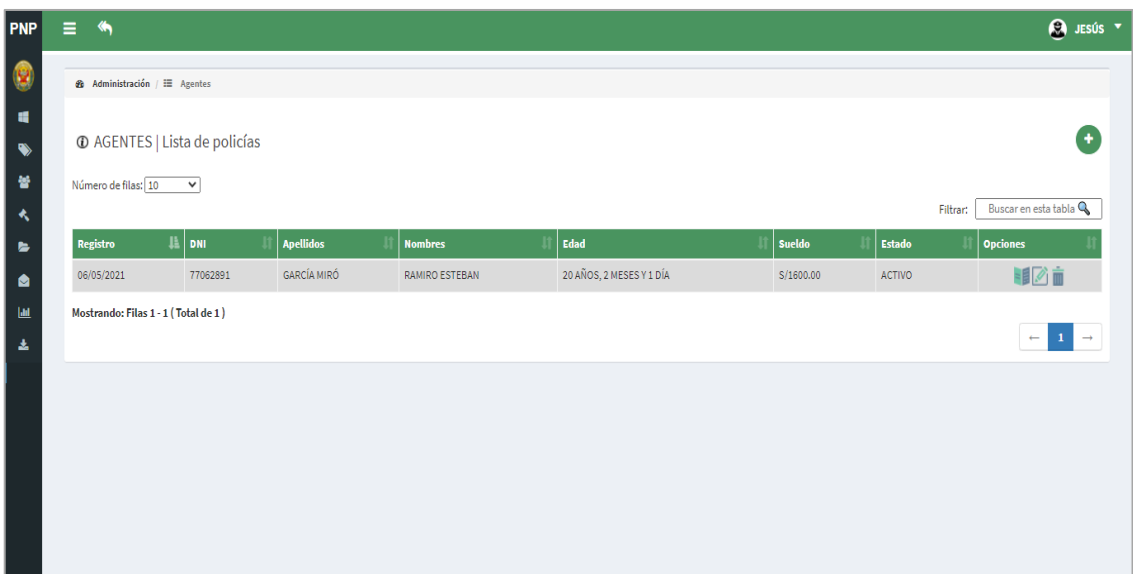 PNP JESÚS
Administración / Agentes
AGENTES | Lista de policías
Número de filas: 10
Filtrar: Buscar en esta tabla
Registro DNI Apellidos Nombres Edad Sueldo Estado Opciones
06/05/2021 77062891 GARCÍA MIRÓ RAMIRO ESTEBAN 20 AÑOS, 2 MESES Y 1 DÍA S/1600.00 ACTIVO
Mostrando: Filas 1 - 1 ( Total de 1 )
← 1 →